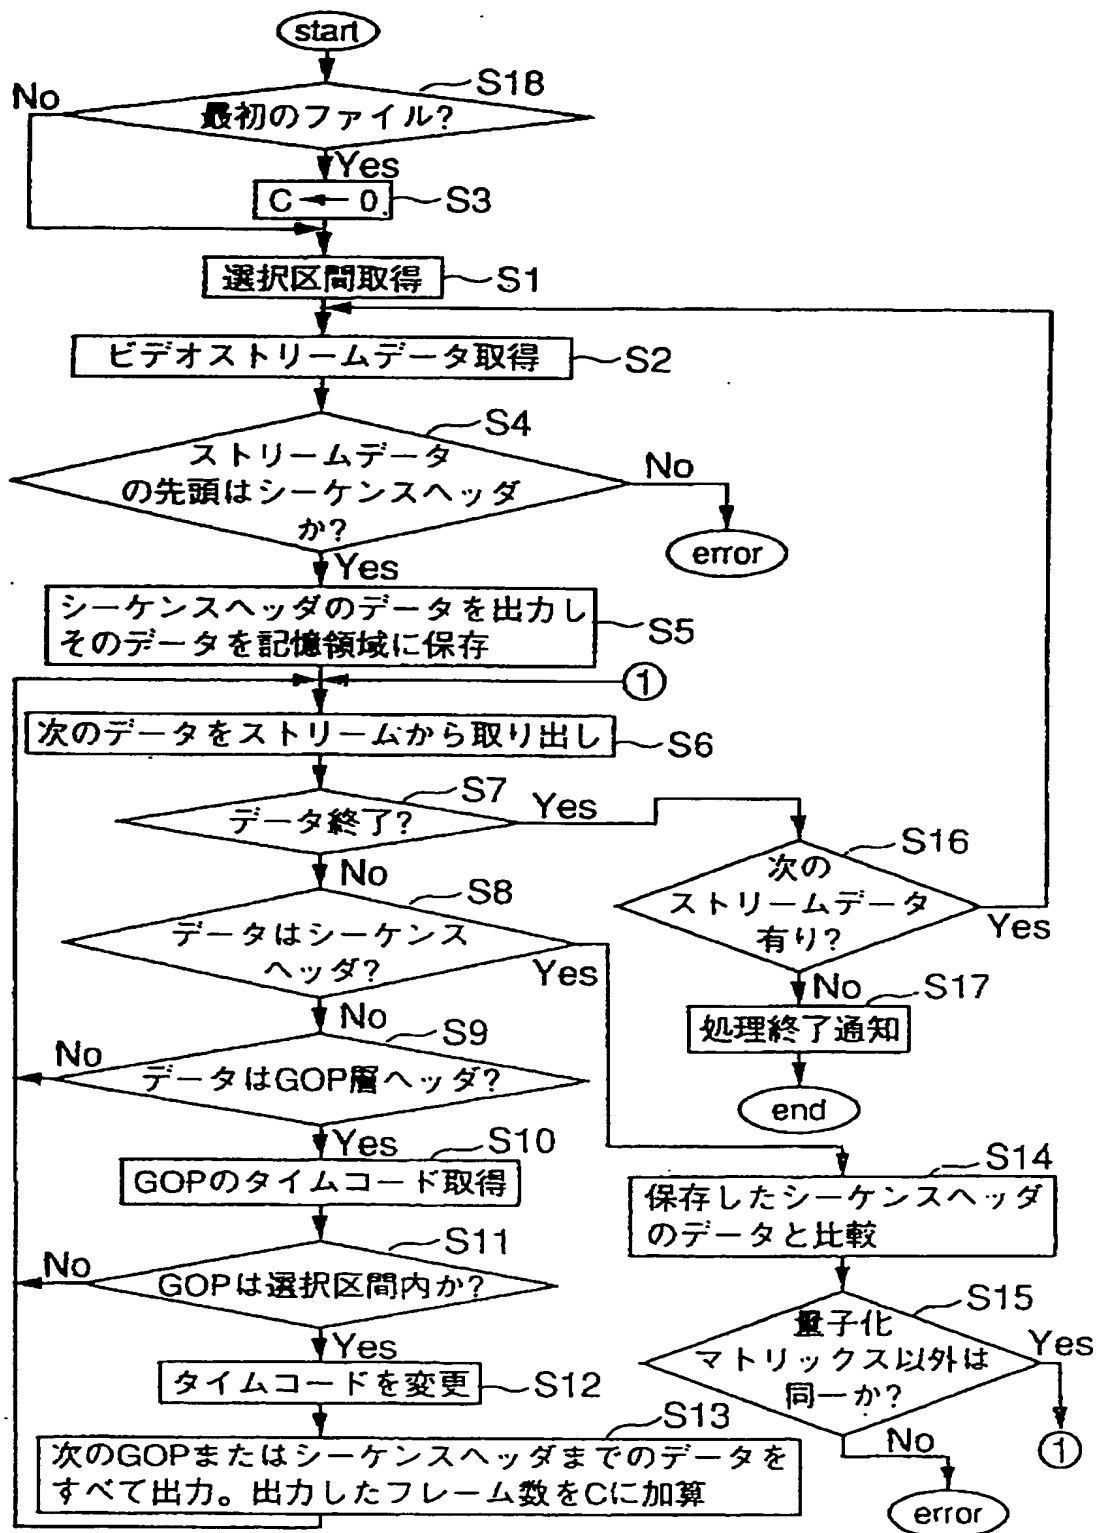 start
S18
No
最初のファイル?
Yes
C ← 0
S3
選択区間取得
S1
ビデオストリームデータ取得
S2
S4
ストリームデータ
の先頭はシーケンスヘッダ
か?
No
error
Yes
シーケンスヘッダのデータを出力し
そのデータを記憶領域に保存
S5
①
次のデータをストリームから取り出し
S6
S7
データ終了?
Yes
No
S16
次の
ストリームデータ
有り?
Yes
No
S17
処理終了通知
end
S8
データはシーケンス
ヘッダ?
Yes
No
S9
No
データはGOP層ヘッダ?
Yes
S10
GOPのタイムコード取得
S11
No
GOPは選択区間内か?
Yes
タイムコードを変更
S12
S13
次のGOPまたはシーケンスヘッダまでのデータを
すべて出力。出力したフレーム数をCに加算
S14
保存したシーケンスヘッダ
のデータと比較
S15
量子化
マトリックス以外は
同一か?
Yes
①
No
error